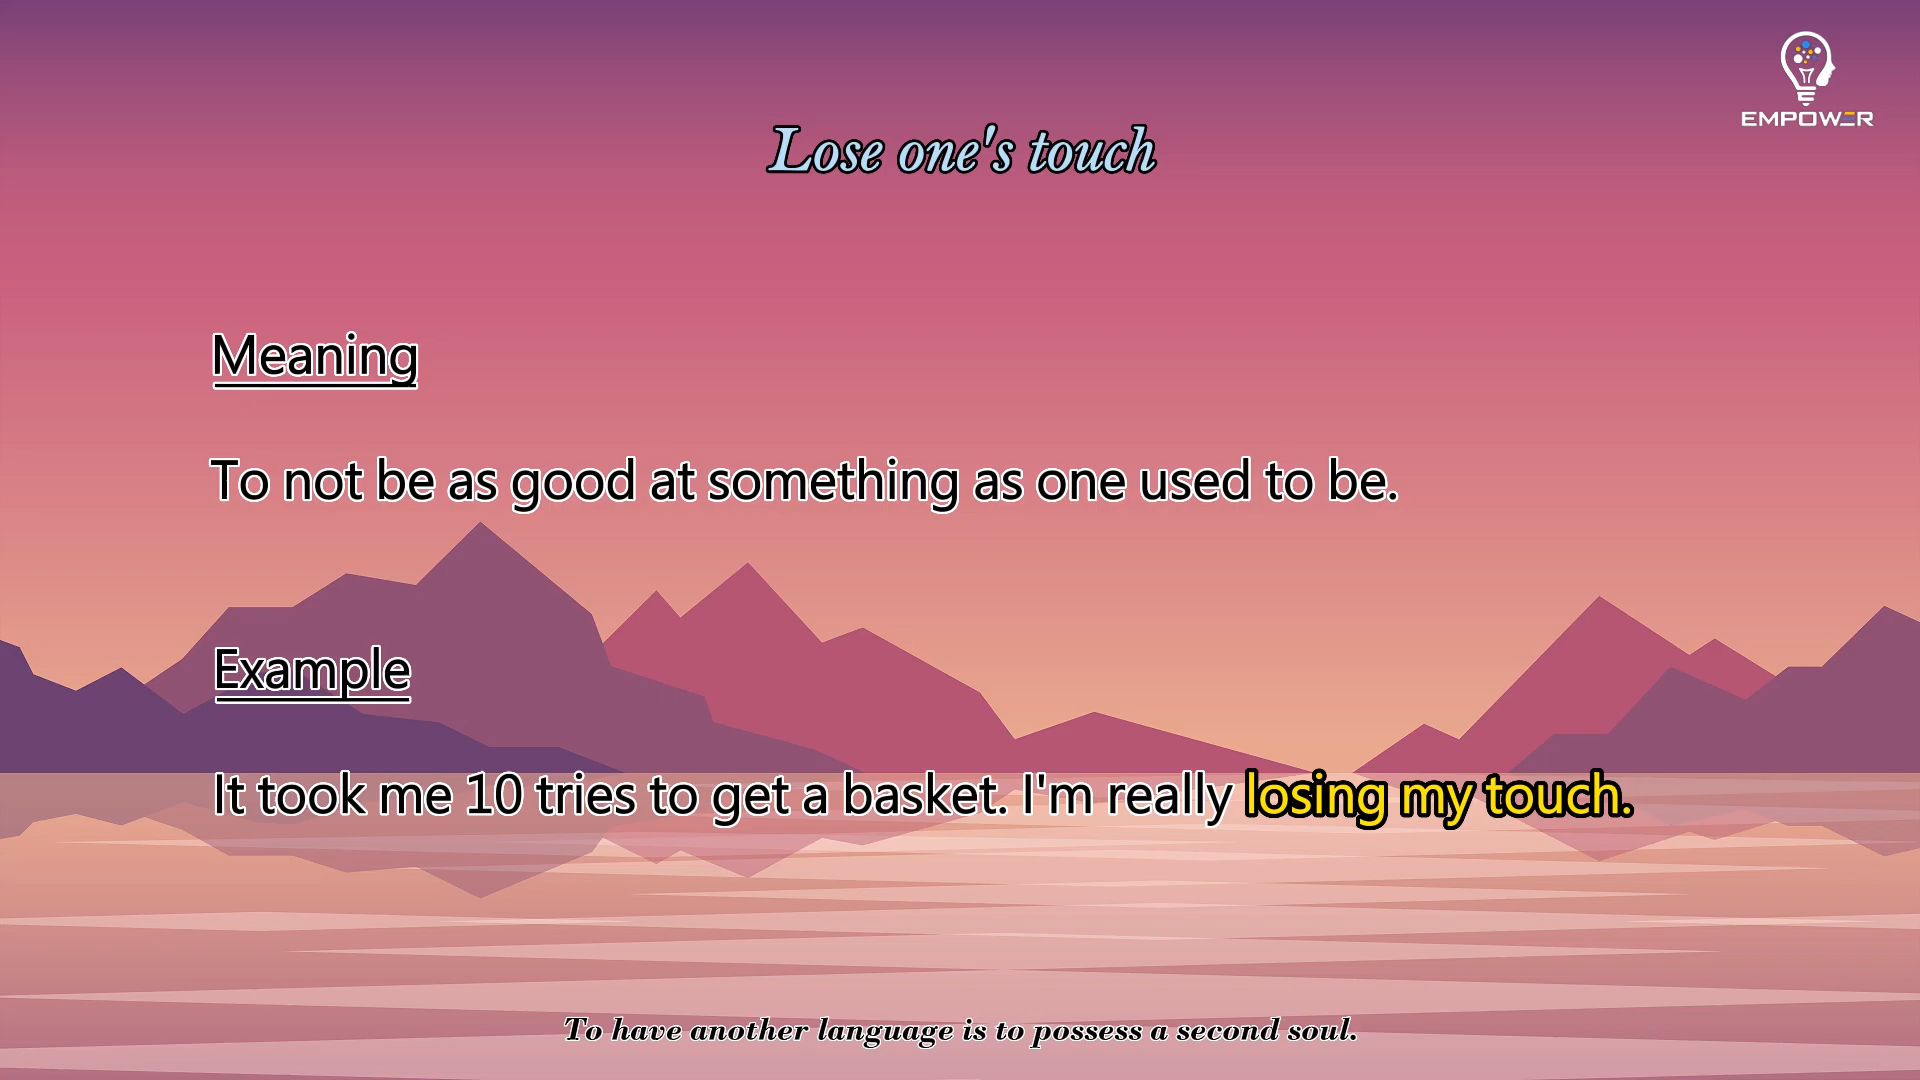 EMPOWER
Lose one's touch
Meaning
To not be as good at something as one used to be.
Example
It took me 10 tries to get a basket. I'm really losing my touch.
To have another language is to possess a second soul.